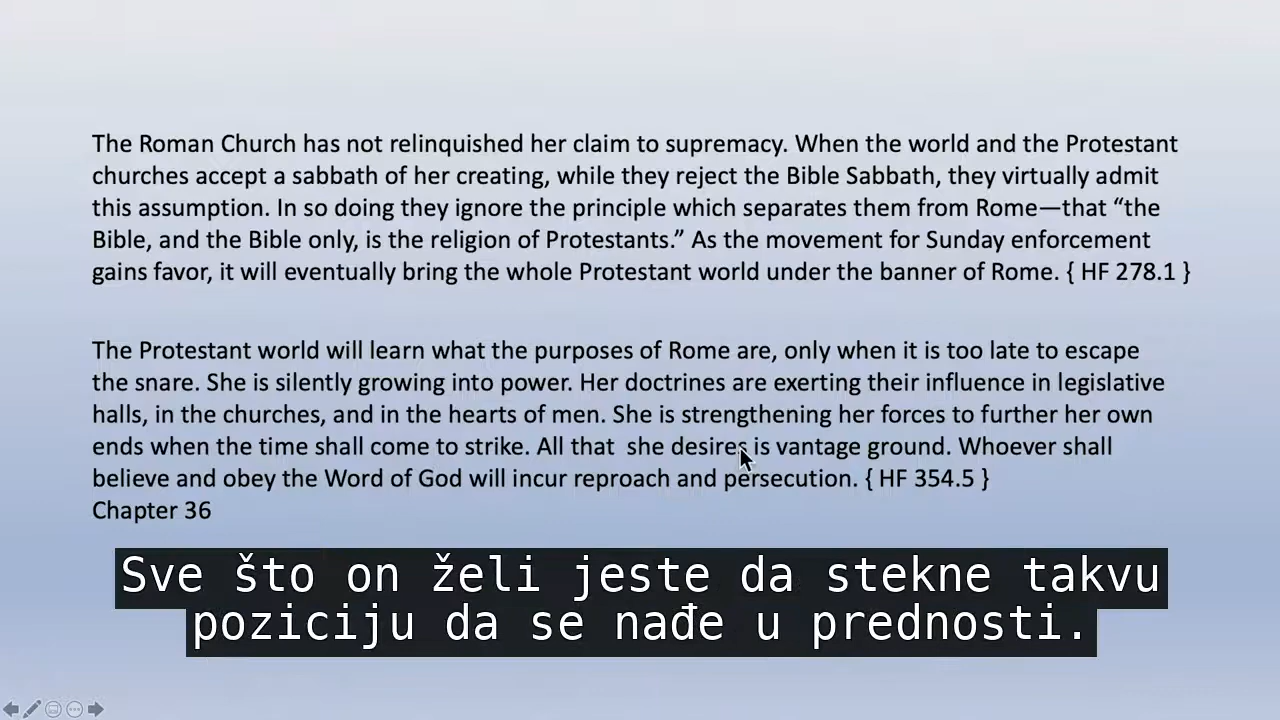 The Roman Church has not relinquished her claim to supremacy. When the world and the Protestant
churches accept a sabbath of her creating, while they reject the Bible Sabbath, they virtually admit
this assumption. In so doing they ignore the principle which separates them from Rome—that “the
Bible, and the Bible only, is the religion of Protestants.” As the movement for Sunday enforcement
gains favor, it will eventually bring the whole Protestant world under the banner of Rome. { HF 278.1 }
The Protestant world will learn what the purposes of Rome are, only when it is too late to escape
the snare. She is silently growing into power. Her doctrines are exerting their influence in legislative
halls, in the churches, and in the hearts of men. She is strengthening her forces to further her own
ends when the time shall come to strike. All that  she desires is vantage ground. Whoever shall
believe and obey the Word of God will incur reproach and persecution. { HF 354.5 }
Chapter 36
Sve što on želi jeste da stekne takvu
poziciju da se nađe u prednosti.